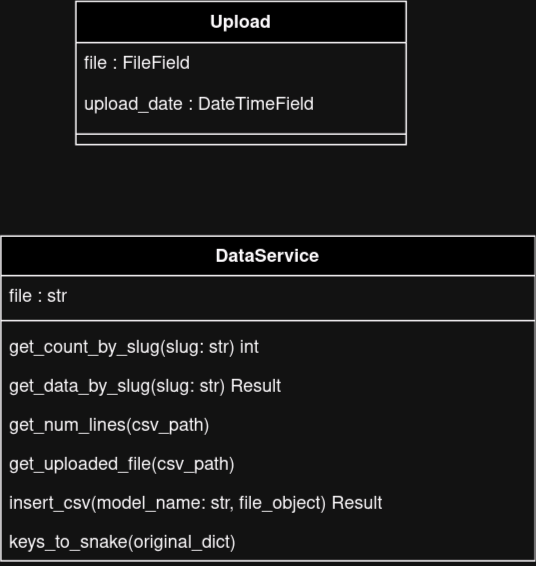 Upload
file : FileField
upload_date : DateTimeField
DataService
file : str
get_count_by_slug(slug: str) int
get_data_by_slug(slug: str) Result
get_num_lines(csv_path)
get_uploaded_file(csv_path)
insert_csv(model_name: str, file_object) Result
keys_to_snake(original_dict)